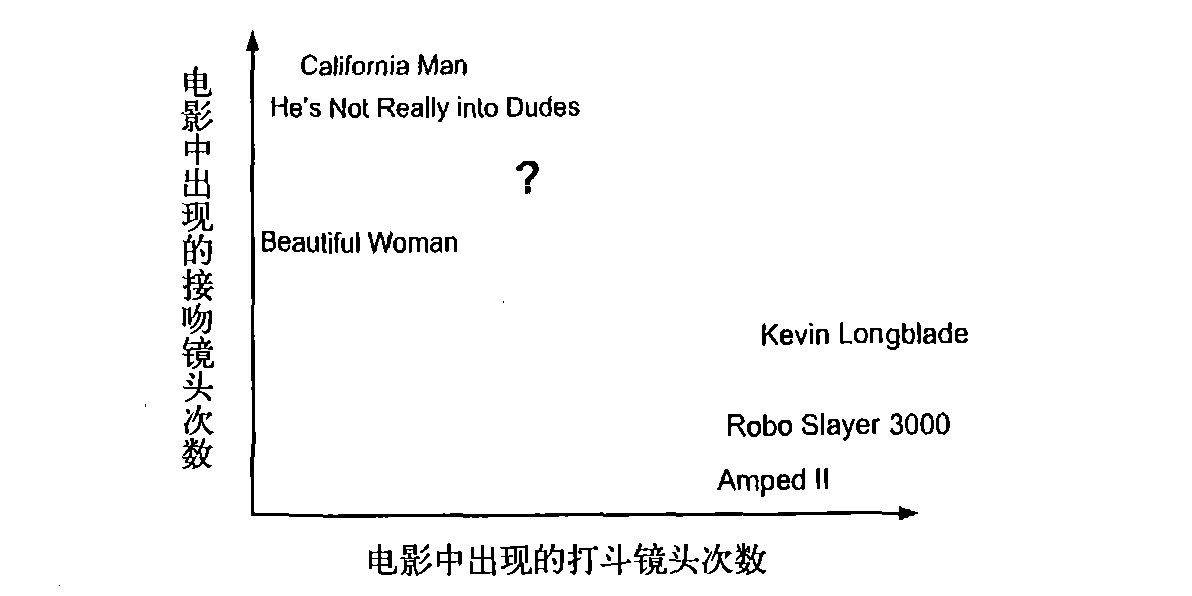 电影中出现的接吻镜头次数
California Man
He's Not Really into Dudes
?
Beautiful Woman
Kevin Longblade
Robo Slayer 3000
Amped II
电影中出现的打斗镜头次数